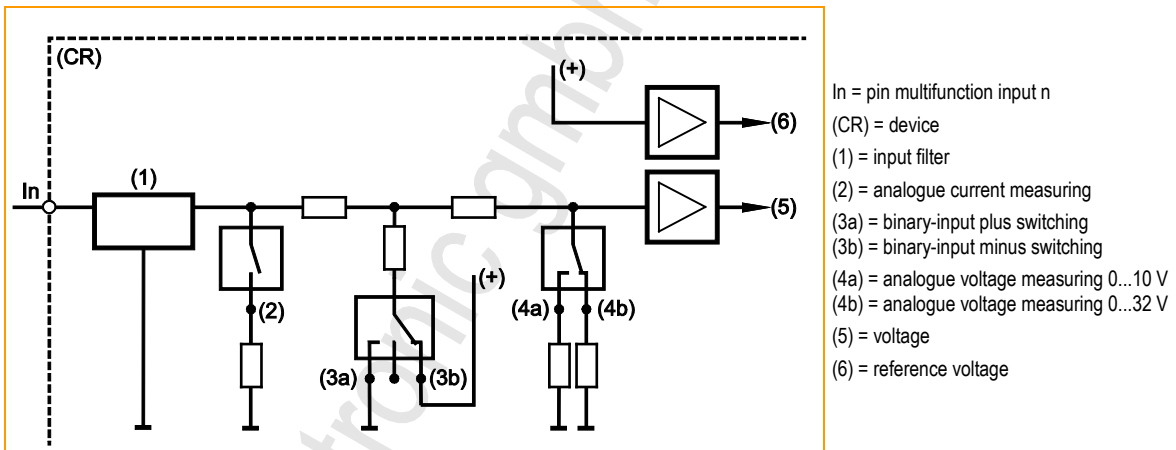 (CR)
(+)
(6)
In
(1)
(5)
(2)
(+)
(4a)
(4b)
(3a)
(3b)
In = pin multifunction input n
(CR) = device
(1) = input filter
(2) = analogue current measuring
(3a) = binary-input plus switching
(3b) = binary-input minus switching
(4a) = analogue voltage measuring 0...10 V
(4b) = analogue voltage measuring 0...32 V
(5) = voltage
(6) = reference voltage
tronic gmbh